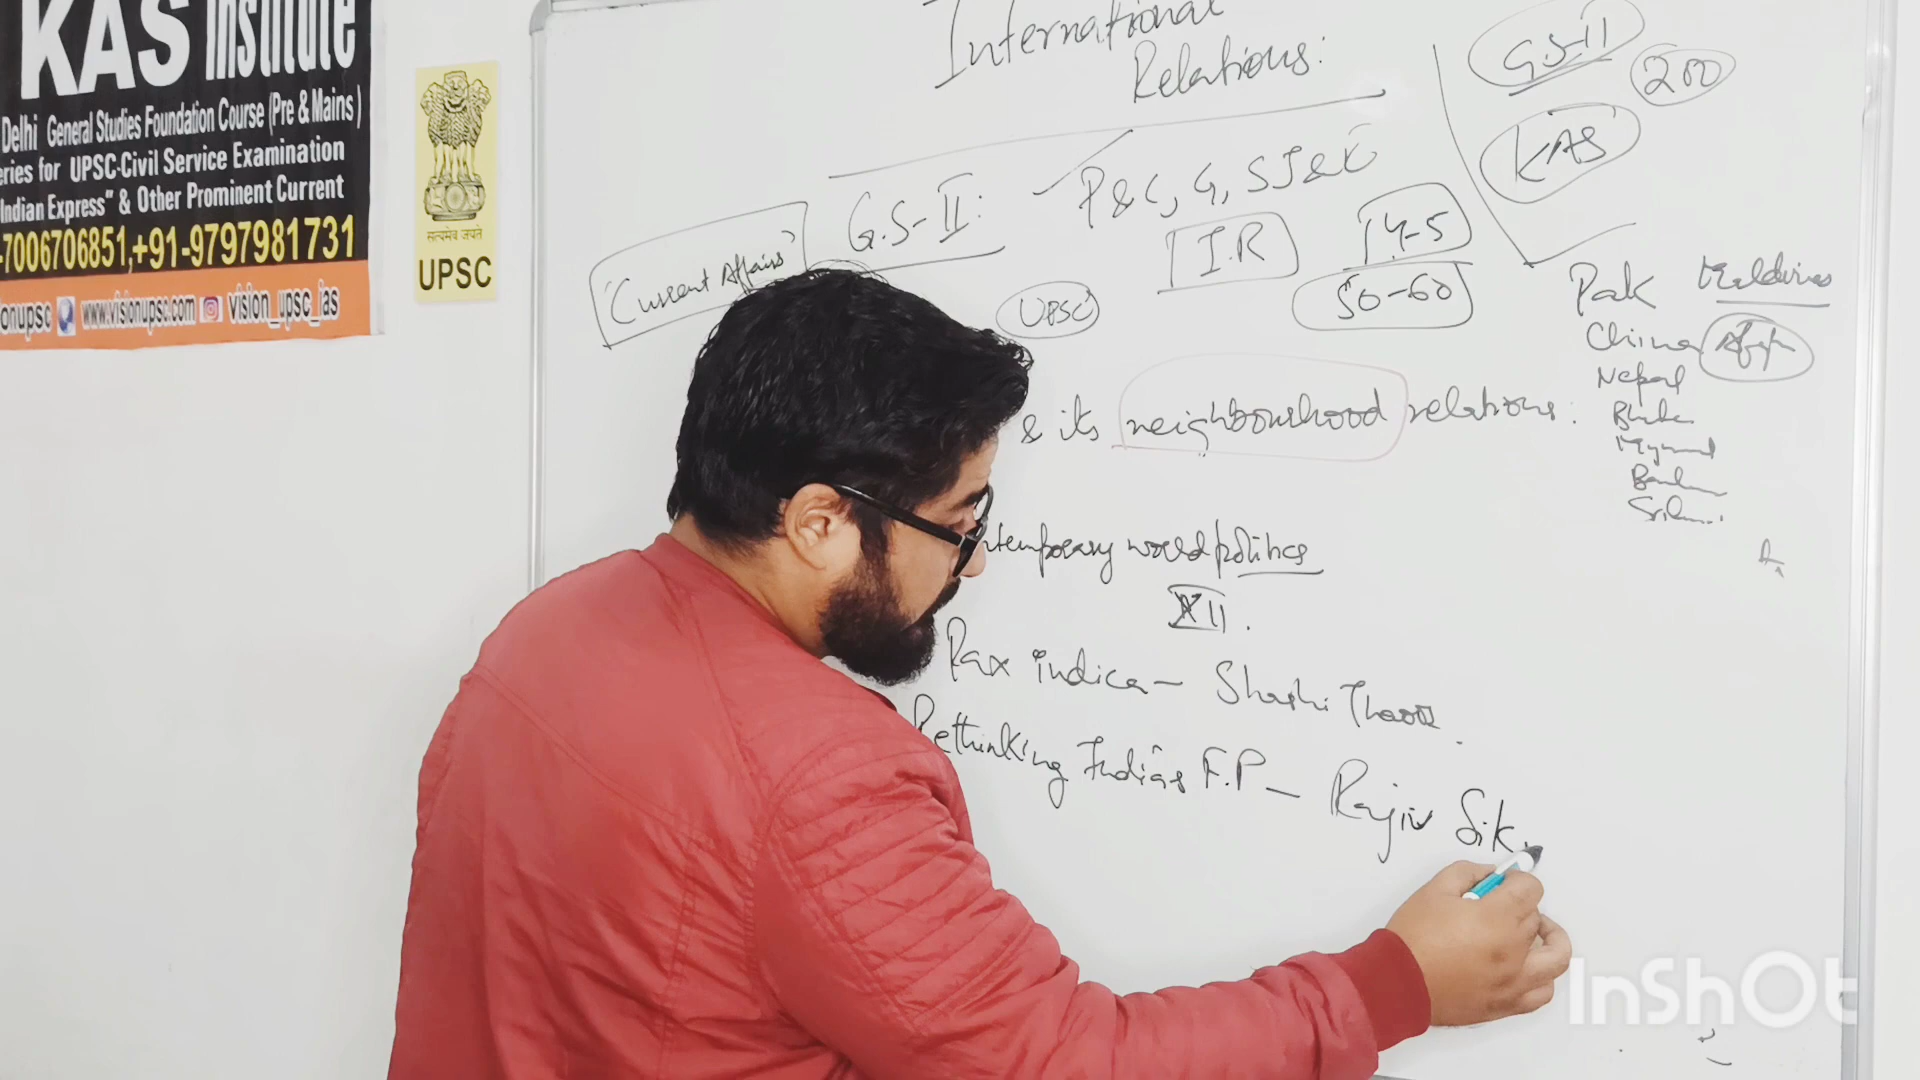 KAS Institute
Delhi General Studies Foundation Course (Pre & Mains)
eries for UPSC-Civil Service Examination
Indian Express" & Other Prominent Current
-7006706851,+91-9797981731
onupsc www.visionupsc.com vision_upsc_ias
सत्यमेव जयते
UPSC
International
Relations:
G.S-II
200
KAS
G.S-II: P&C, G, SJ&
I.R
14-5
50-60
'Current Affairs'
UPSC
Pak Maldives
China
Nepal
& its neighbourhood relations:
ntemporary world politics
XII.
Pax indica - Shashi Tharoor.
Rethinking India's F.P - Rajiv Sik
InShOt